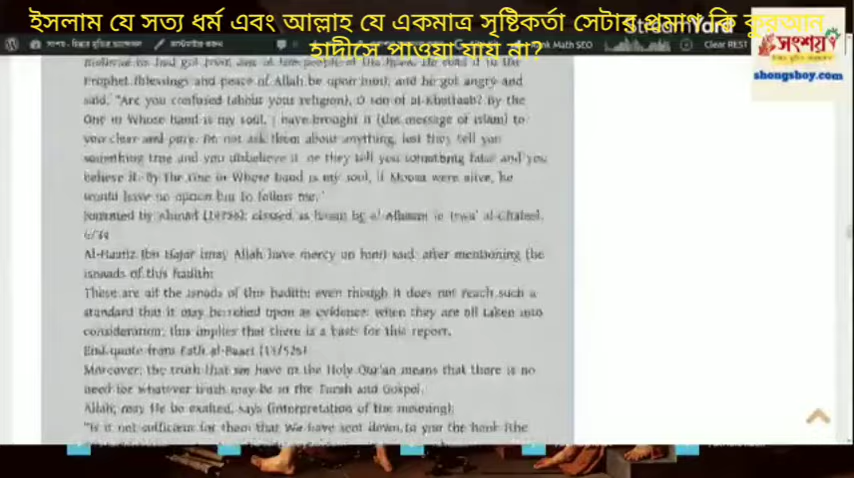 ইসলাম যে সত্য ধর্ম এবং আল্লাহ যে একমাত্র সৃষ্টিকর্তা সেটার প্রমাণ কি কুরআন
হাদীসে পাওয়া যায় না?
StreamYard
Rank Math SEO
Clear REST
সংশয়
shongshoy.com
Prophet (blessings and peace of Allah be upon him), and he got angry and
said, "Are you confused (about your religion), O son of al-Khattaab? By the
One in Whose hand is my soul, I have brought it (the message of Islam) to
you clear and pure. Do not ask them about anything, lest they tell you
something true and you disbelieve it, or they tell you something false and you
believe it. By the One in Whose hand is my soul, if Moosa were alive, he
would have no option but to follow me."
Narrated by Ahmad (14736); classed as hasan by al-Albaani in Irwa' al-Ghaleel,
6/34
Al-Haafiz Ibn Hajar (may Allah have mercy on him) said, after mentioning the
isnaads of this hadith:
These are all the isnads of this hadith; even though it does not reach such a
standard that it may be relied upon as evidence, when they are all taken into
consideration, this implies that there is a basis for this report.
End quote from Fath al-Baari (13/525)
Moreover, the truth that we have in the Holy Qur'an means that there is no
need for whatever truth may be in the Torah and Gospel.
Allah, may He be exalted, says (interpretation of the meaning):
"Is it not sufficient for them that We have sent down to you the book (the